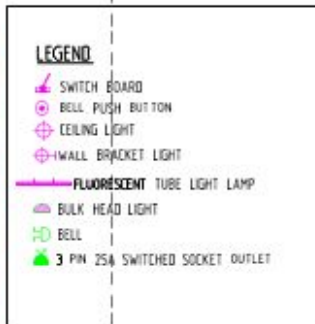 LEGEND
SWITCH BOARD
BELL PUSH BUTTON
CEILING LIGHT
WALL BRACKET LIGHT
FLUORESCENT TUBE LIGHT LAMP
BULK HEAD LIGHT
BELL
3 PIN 25A SWITCHED SOCKET OUTLET